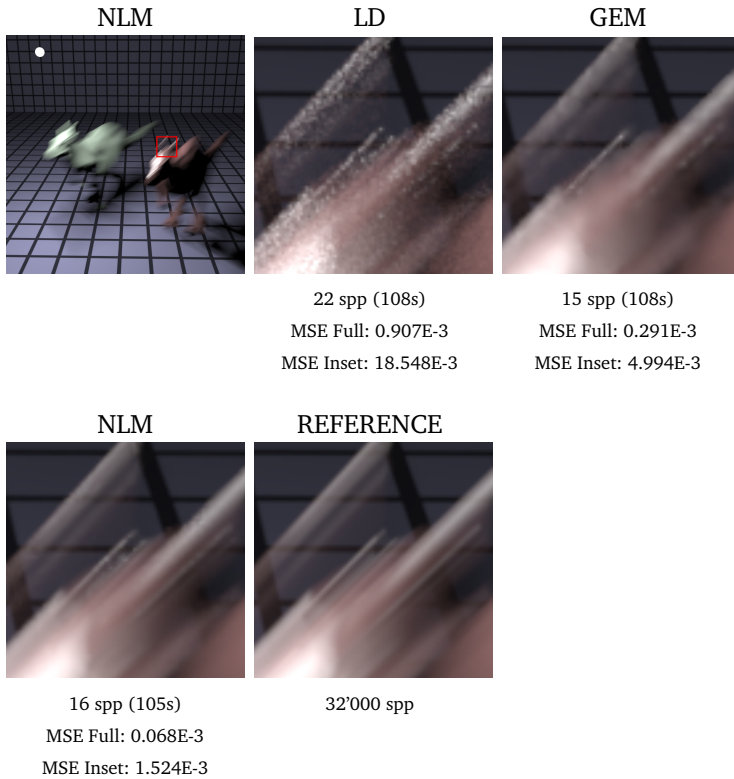 NLM
LD
GEM
22 spp (108s)
MSE Full: 0.907E-3
MSE Inset: 18.548E-3
15 spp (108s)
MSE Full: 0.291E-3
MSE Inset: 4.994E-3
NLM
REFERENCE
16 spp (105s)
MSE Full: 0.068E-3
MSE Inset: 1.524E-3
32’000 spp